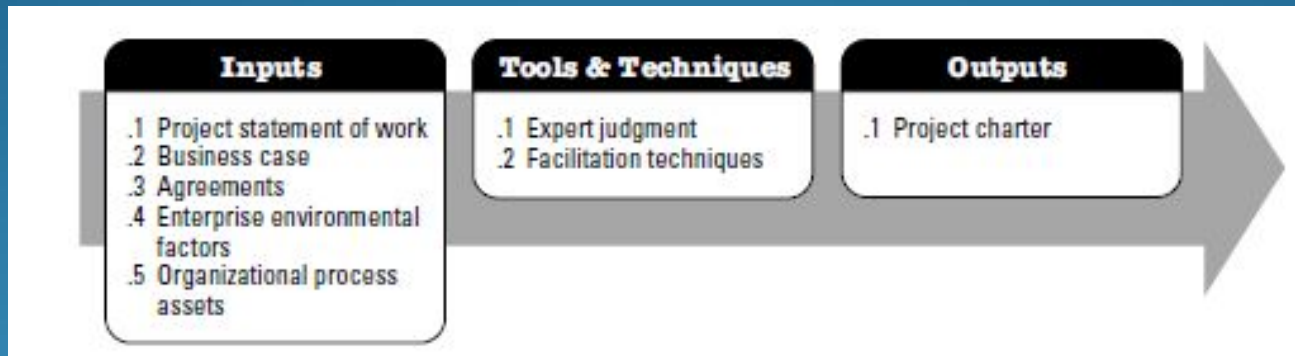 Inputs
.1 Project statement of work
.2 Business case
.3 Agreements
.4 Enterprise environmental
factors
.5 Organizational process
assets
Tools & Techniques
.1 Expert judgment
.2 Facilitation techniques
Outputs
.1 Project charter